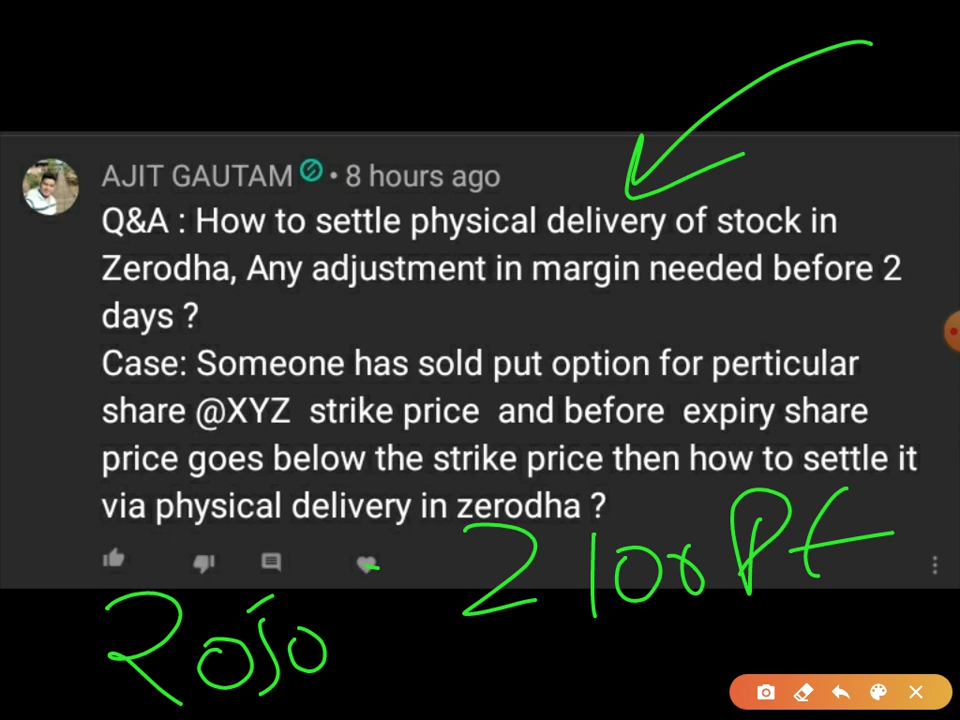 AJIT GAUTAM • 8 hours ago
Q&A : How to settle physical delivery of stock in
Zerodha, Any adjustment in margin needed before 2
days ?
Case: Someone has sold put option for perticular
share @XYZ  strike price  and before  expiry share
price goes below the strike price then how to settle it
via physical delivery in zerodha ?
2100 PE
2050